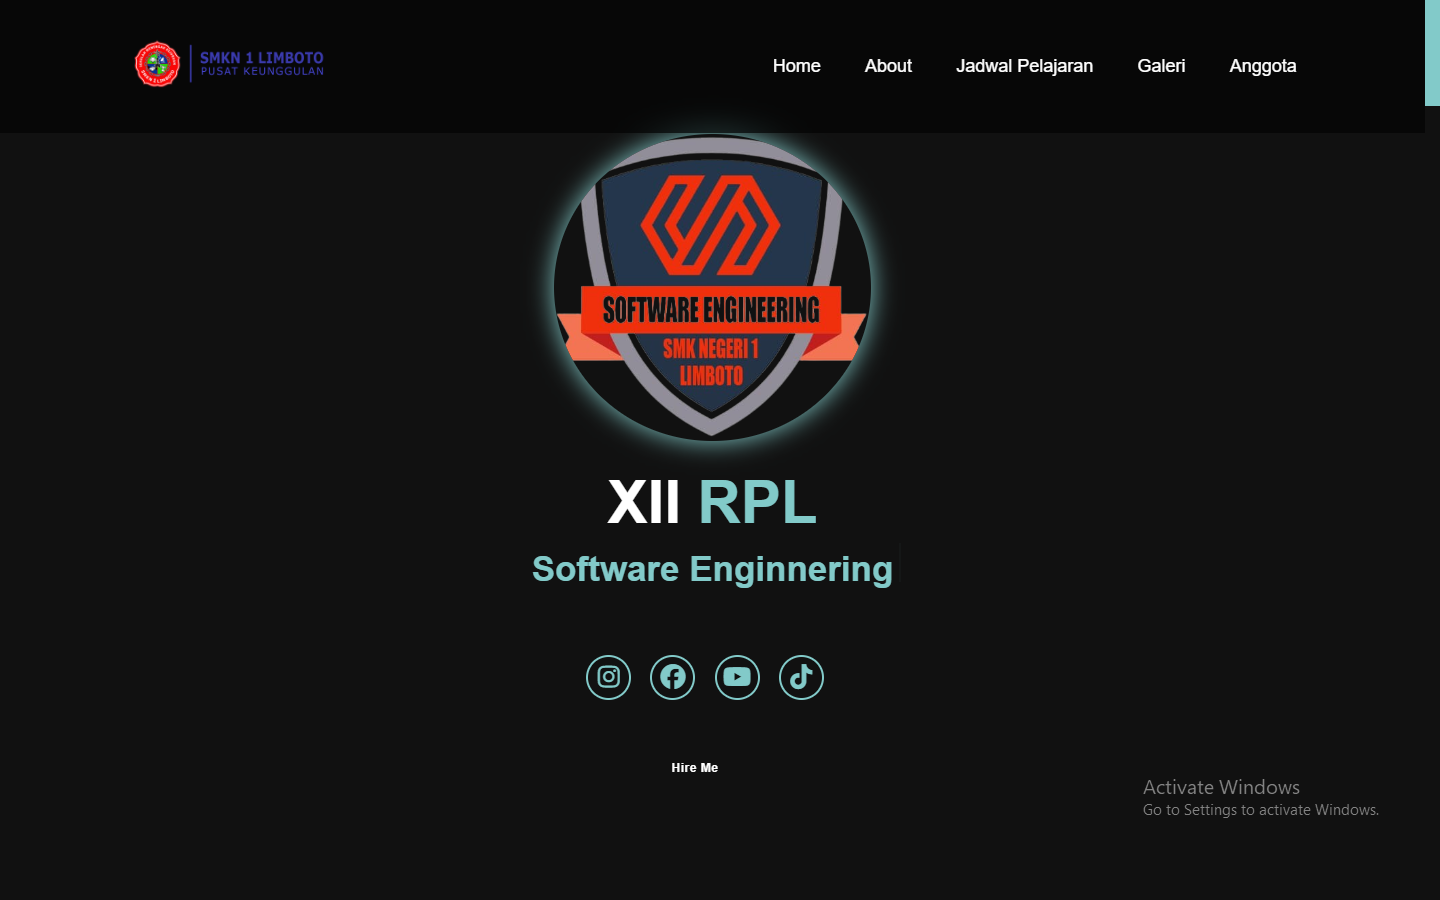 SMKN 1 LIMBOTO
PUSAT KEUNGGULAN
Home
About
Jadwal Pelajaran
Galeri
Anggota
SOFTWARE ENGINEERING
SMK NEGERI 1
LIMBOTO
XII RPL
Software Enginnering
Hire Me
Activate Windows
Go to Settings to activate Windows.